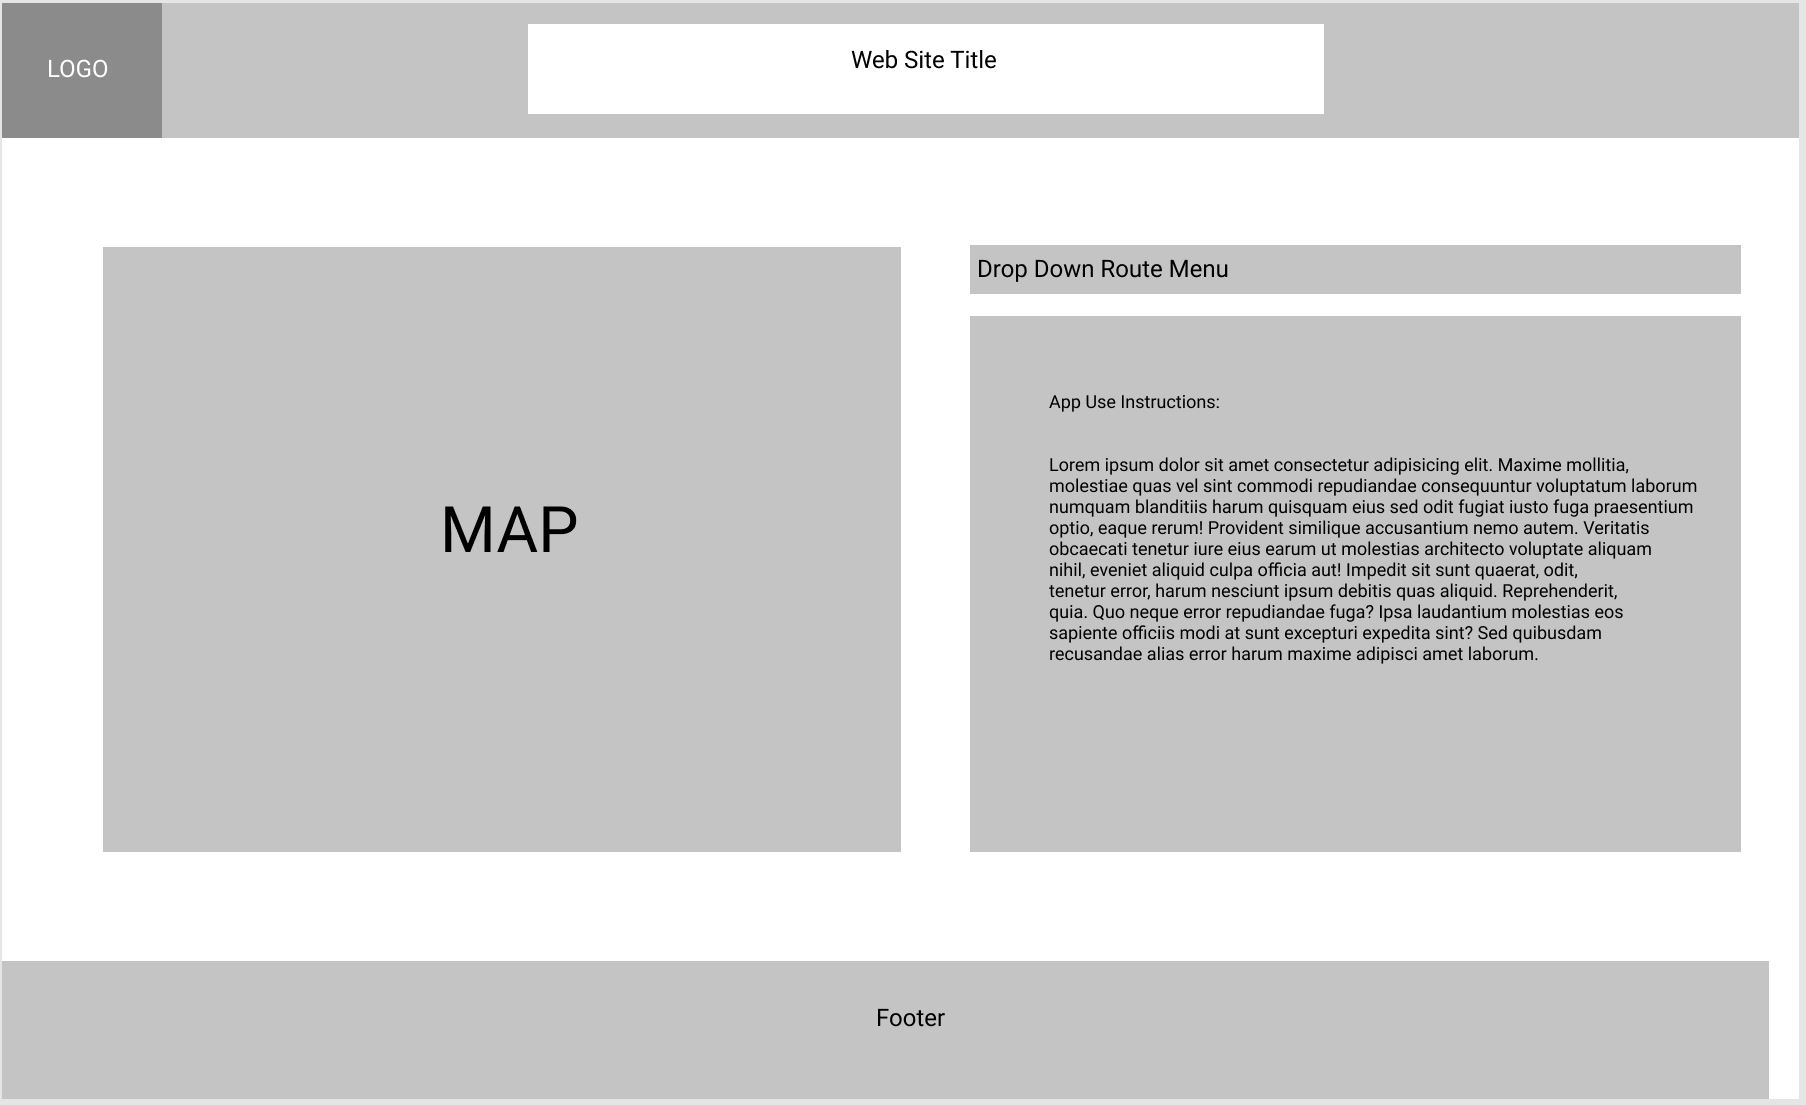 LOGO
Web Site Title
MAP
Drop Down Route Menu
App Use Instructions:
Lorem ipsum dolor sit amet consectetur adipisicing elit. Maxime mollitia,
molestiae quas vel sint commodi repudiandae consequuntur voluptatum laborum
numquam blanditiis harum quisquam eius sed odit fugiat iusto fuga praesentium
optio, eaque rerum! Provident similique accusantium nemo autem. Veritatis
obcaecati tenetur iure eius earum ut molestias architecto voluptate aliquam
nihil, eveniet aliquid culpa officia aut! Impedit sit sunt quaerat, odit,
tenetur error, harum nesciunt ipsum debitis quas aliquid. Reprehenderit,
quia. Quo neque error repudiandae fuga? Ipsa laudantium molestias eos
sapiente officiis modi at sunt excepturi expedita sint? Sed quibusdam
recusandae alias error harum maxime adipisci amet laborum.
Footer